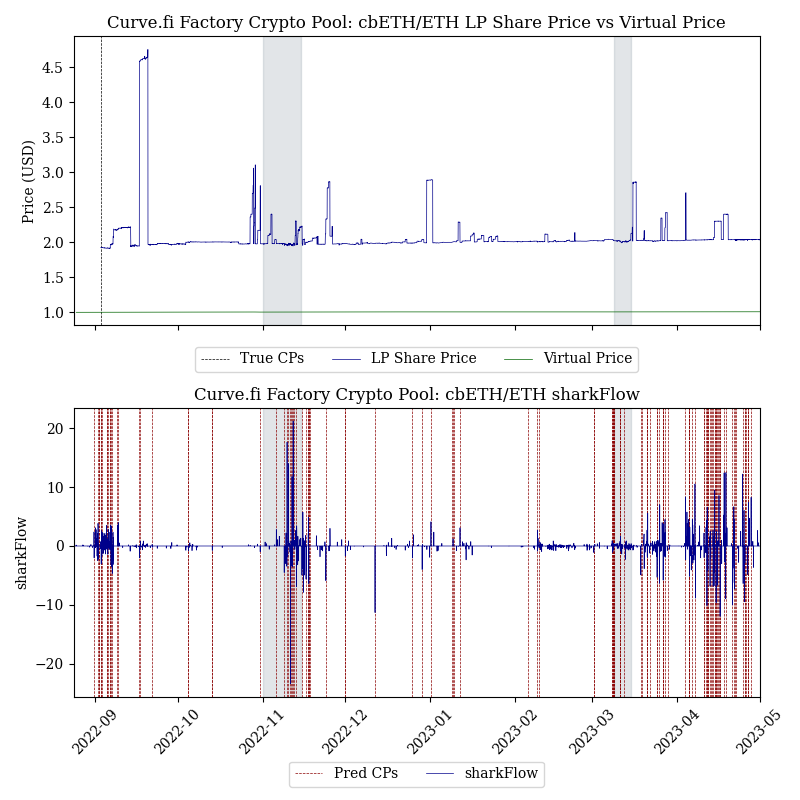 Curve.fi Factory Crypto Pool: cbETH/ETH LP Share Price vs Virtual Price
Price (USD)
4.5
4.0
3.5
3.0
2.5
2.0
1.5
1.0
True CPs LP Share Price Virtual Price
Curve.fi Factory Crypto Pool: cbETH/ETH sharkFlow
sharkFlow
20
10
0
−10
−20
2022-09 2022-10 2022-11 2022-12 2023-01 2023-02 2023-03 2023-04 2023-05
Pred CPs sharkFlow